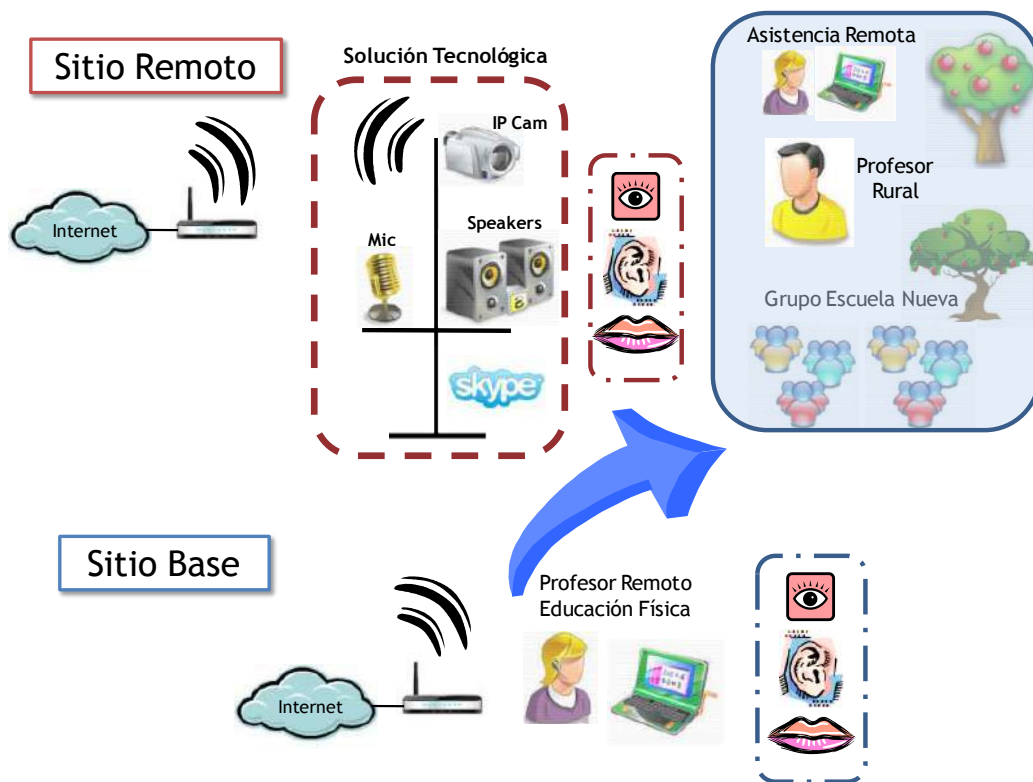 Sitio Remoto
Solución Tecnológica
Asistencia Remota
IP Cam
Internet
Mic
Speakers
Profesor
Rural
Grupo Escuela Nueva
skype
Sitio Base
Profesor Remoto
Educación Física
Internet